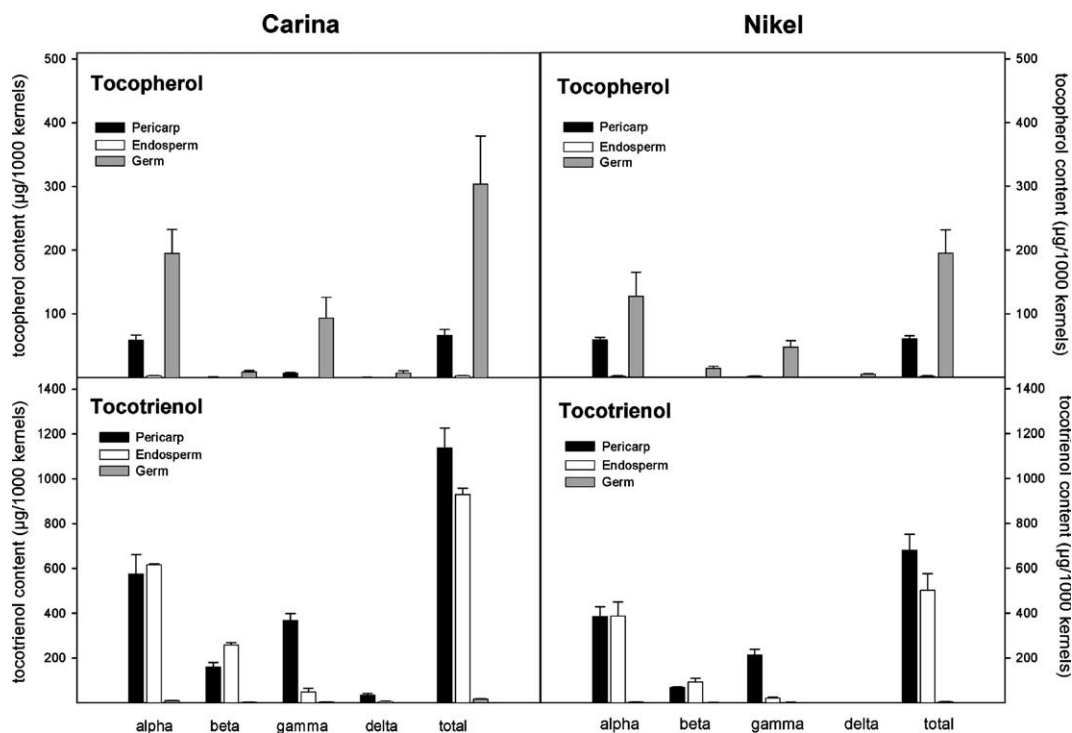 Carina
Nikel
tocopherol content (µg/1000 kernels)
500
400
300
200
100
Tocopherol
Pericarp
Endosperm
Germ
Tocopherol
Pericarp
Endosperm
Germ
500
400
300
200
100
tocopherol content (µg/1000 kernels)
tocotrienol content (µg/1000 kernels)
1400
1200
1000
800
600
400
200
Tocotrienol
Pericarp
Endosperm
Germ
Tocotrienol
Pericarp
Endosperm
Germ
1400
1200
1000
800
600
400
200
tocotrienol content (µg/1000 kernels)
alpha beta gamma delta total
alpha beta gamma delta total